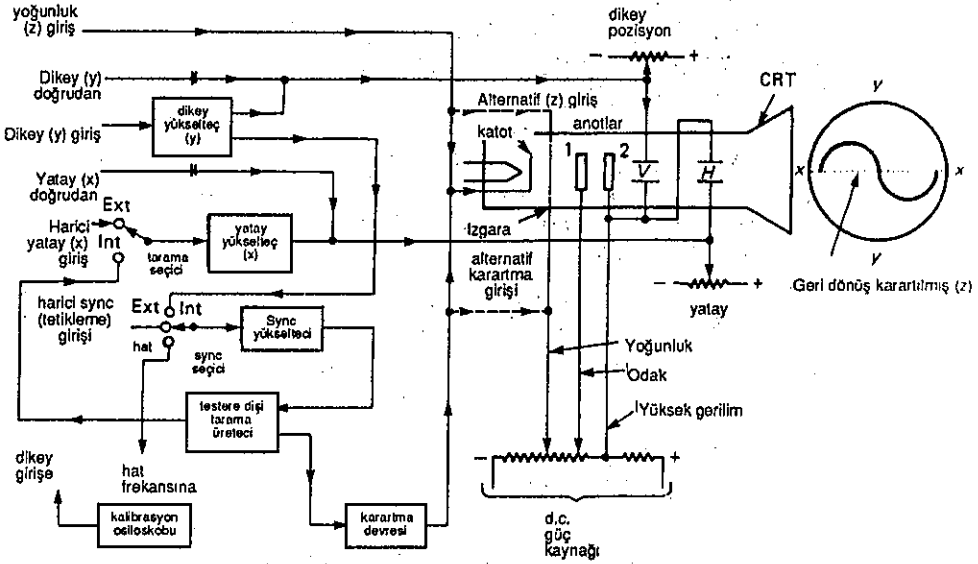 yoğunluk
(z) giriş
dikey
pozisyon
−
+
CRT
y
Dikey (y)
doğrudan
Alternatif (z) giriş
katot
anotlar
1
2
dikey
yükselteç
(y)
Dikey (y) giriş
V
H
x
x
Yatay (x)
doğrudan
Ext
Harici
yatay (x)
giriş
Int
tarama
seçici
yatay
yükselteç
(x)
Izgara
y
alternatif
karartma
girişi
−
+
yatay
Geri dönüş karartılmış (z)
harici sync
(tetikleme)
girişi
Ext
Int
hat
sync
seçici
Sync
yükselteci
Yoğunluk
Odak
Yüksek gerilim
testere dişi
tarama
üreteci
−
+
dikey
girişe
hat
frekansına
kalibrasyon
osiloskobu
karartma
devresi
d.c.
güç
kaynağı